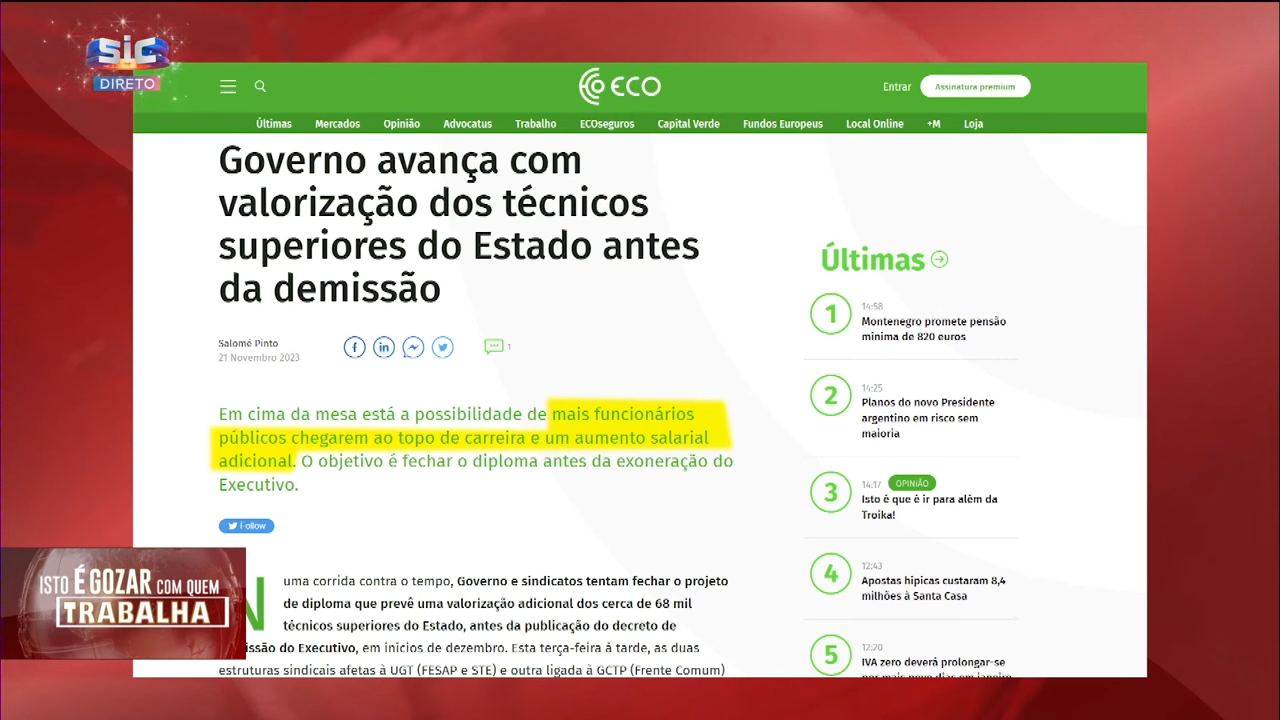 SIC
DIRETO
ECO
Entrar
Assinatura premium
Últimas Mercados Opinião Advocatus Trabalho ECOseguros Capital Verde Fundos Europeus Local Online +M Loja
Governo avança com
valorização dos técnicos
superiores do Estado antes
da demissão
Salomé Pinto
21 Novembro 2023
1
Em cima da mesa está a possibilidade de mais funcionários
públicos chegarem ao topo de carreira e um aumento salarial
adicional. O objetivo é fechar o diploma antes da exoneração do
Executivo.
Follow
Numa corrida contra o tempo, Governo e sindicatos tentam fechar o projeto
de diploma que prevê uma valorização adicional dos cerca de 68 mil
técnicos superiores do Estado, antes da publicação do decreto de
issão do Executivo, em inícios de dezembro. Esta terça-feira à tarde, as duas
estruturas sindicais afetas à UGT (FESAP e STE) e outra ligada à GCTP (Frente Comum)
Últimas
1
14:58
Montenegro promete pensão
mínima de 820 euros
2
14:25
Planos do novo Presidente
argentino em risco sem
maioria
3
14:17 OPINIÃO
Isto é que é ir para além da
Troika!
4
12:43
Apostas hípicas custaram 8,4
milhões à Santa Casa
5
12:20
IVA zero deverá prolongar-se
por mais nove dias em janeiro
ISTO É GOZAR COM QUEM
TRABALHA